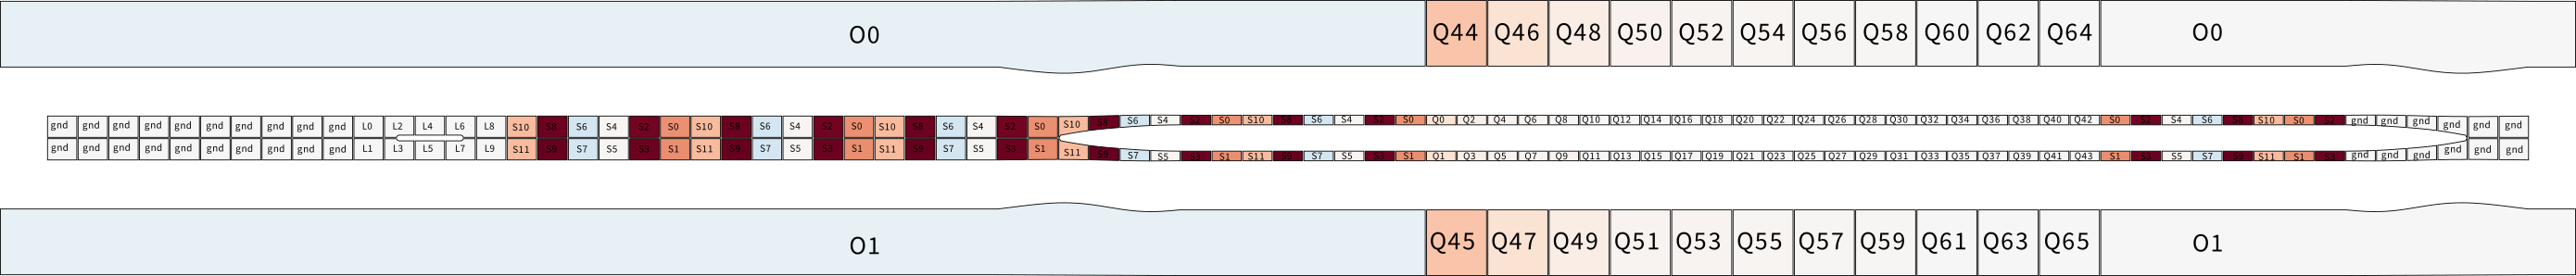 O0 Q44 Q46 Q48 Q50 Q52 Q54 Q56 Q58 Q60 Q62 Q64 O0
gnd gnd gnd gnd gnd gnd gnd gnd gnd gnd L0 L2 L4 L6 L8 S10 S8 S6 S4 S2 S0 S10 S8 S6 S4 S2 S0 S10 S8 S6 S4 S2 S0 S10 S8 S6 S4 S2 S0 S10 S8 S6 S4 S2 S0 Q0 Q2 Q4 Q6 Q8 Q10 Q12 Q14 Q16 Q18 Q20 Q22 Q24 Q26 Q28 Q30 Q32 Q34 Q36 Q38 Q40 Q42 S0 S2 S4 S6 S8 S10 S0 S2 gnd gnd gnd gnd gnd gnd
gnd gnd gnd gnd gnd gnd gnd gnd gnd gnd L1 L3 L5 L7 L9 S11 S9 S7 S5 S3 S1 S11 S9 S7 S5 S3 S1 S11 S9 S7 S5 S3 S1 S11 S9 S7 S5 S3 S1 S11 S9 S7 S5 S3 S1 Q1 Q3 Q5 Q7 Q9 Q11 Q13 Q15 Q17 Q19 Q21 Q23 Q25 Q27 Q29 Q31 Q33 Q35 Q37 Q39 Q41 Q43 S1 S3 S5 S7 S9 S11 S1 S3 gnd gnd gnd gnd gnd gnd
O1 Q45 Q47 Q49 Q51 Q53 Q55 Q57 Q59 Q61 Q63 Q65 O1